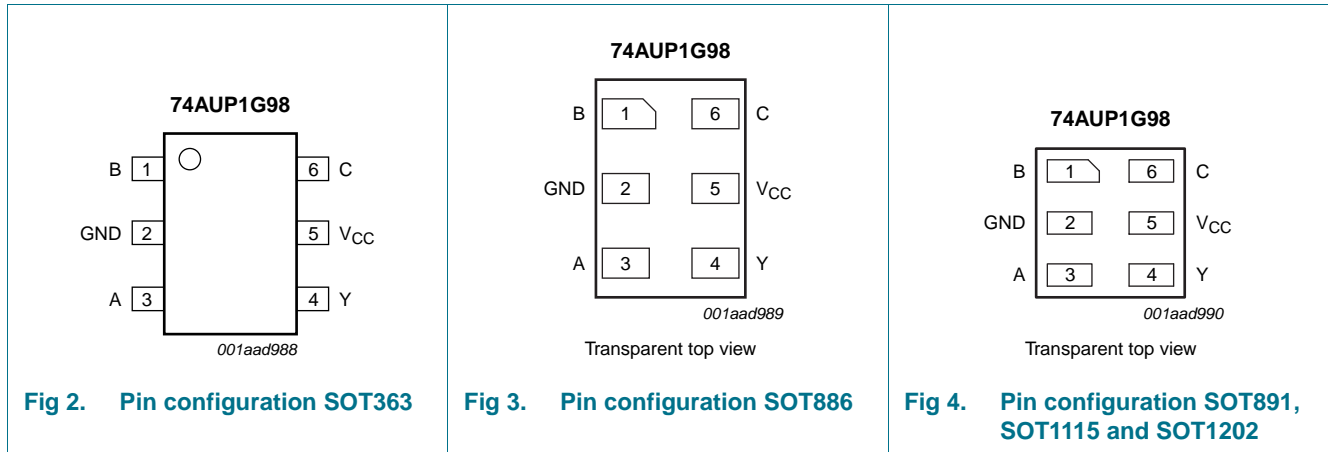 74AUP1G98
B 1 6 C
GND 2 5 VCC
A 3 4 Y
001aad988
Fig 2. Pin configuration SOT363
74AUP1G98
B 1 6 C
GND 2 5 VCC
A 3 4 Y
001aad989
Transparent top view
Fig 3. Pin configuration SOT886
74AUP1G98
B 1 6 C
GND 2 5 VCC
A 3 4 Y
001aad990
Transparent top view
Fig 4. Pin configuration SOT891,
SOT1115 and SOT1202